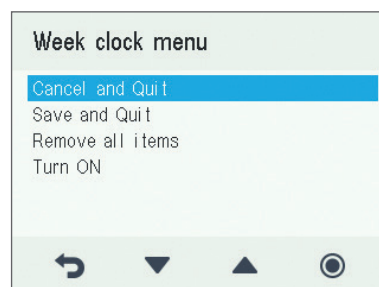 Week clock menu
Cancel and Quit
Save and Quit
Remove all items
Turn ON